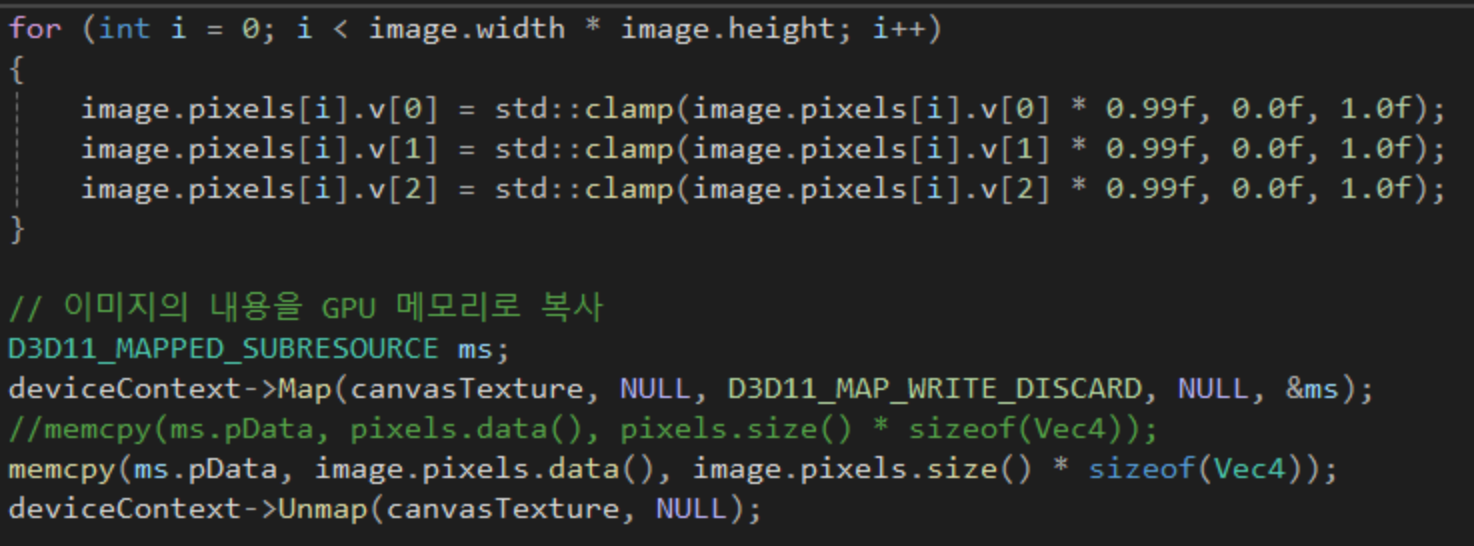 for (int i = 0; i < image.width * image.height; i++)
{
    image.pixels[i].v[0] = std::clamp(image.pixels[i].v[0] * 0.99f, 0.0f, 1.0f);
    image.pixels[i].v[1] = std::clamp(image.pixels[i].v[1] * 0.99f, 0.0f, 1.0f);
    image.pixels[i].v[2] = std::clamp(image.pixels[i].v[2] * 0.99f, 0.0f, 1.0f);
}
// 이미지의 내용을 GPU 메모리로 복사
D3D11_MAPPED_SUBRESOURCE ms;
deviceContext->Map(canvasTexture, NULL, D3D11_MAP_WRITE_DISCARD, NULL, &ms);
//memcpy(ms.pData, pixels.data(), pixels.size() * sizeof(Vec4));
memcpy(ms.pData, image.pixels.data(), image.pixels.size() * sizeof(Vec4));
deviceContext->Unmap(canvasTexture, NULL);